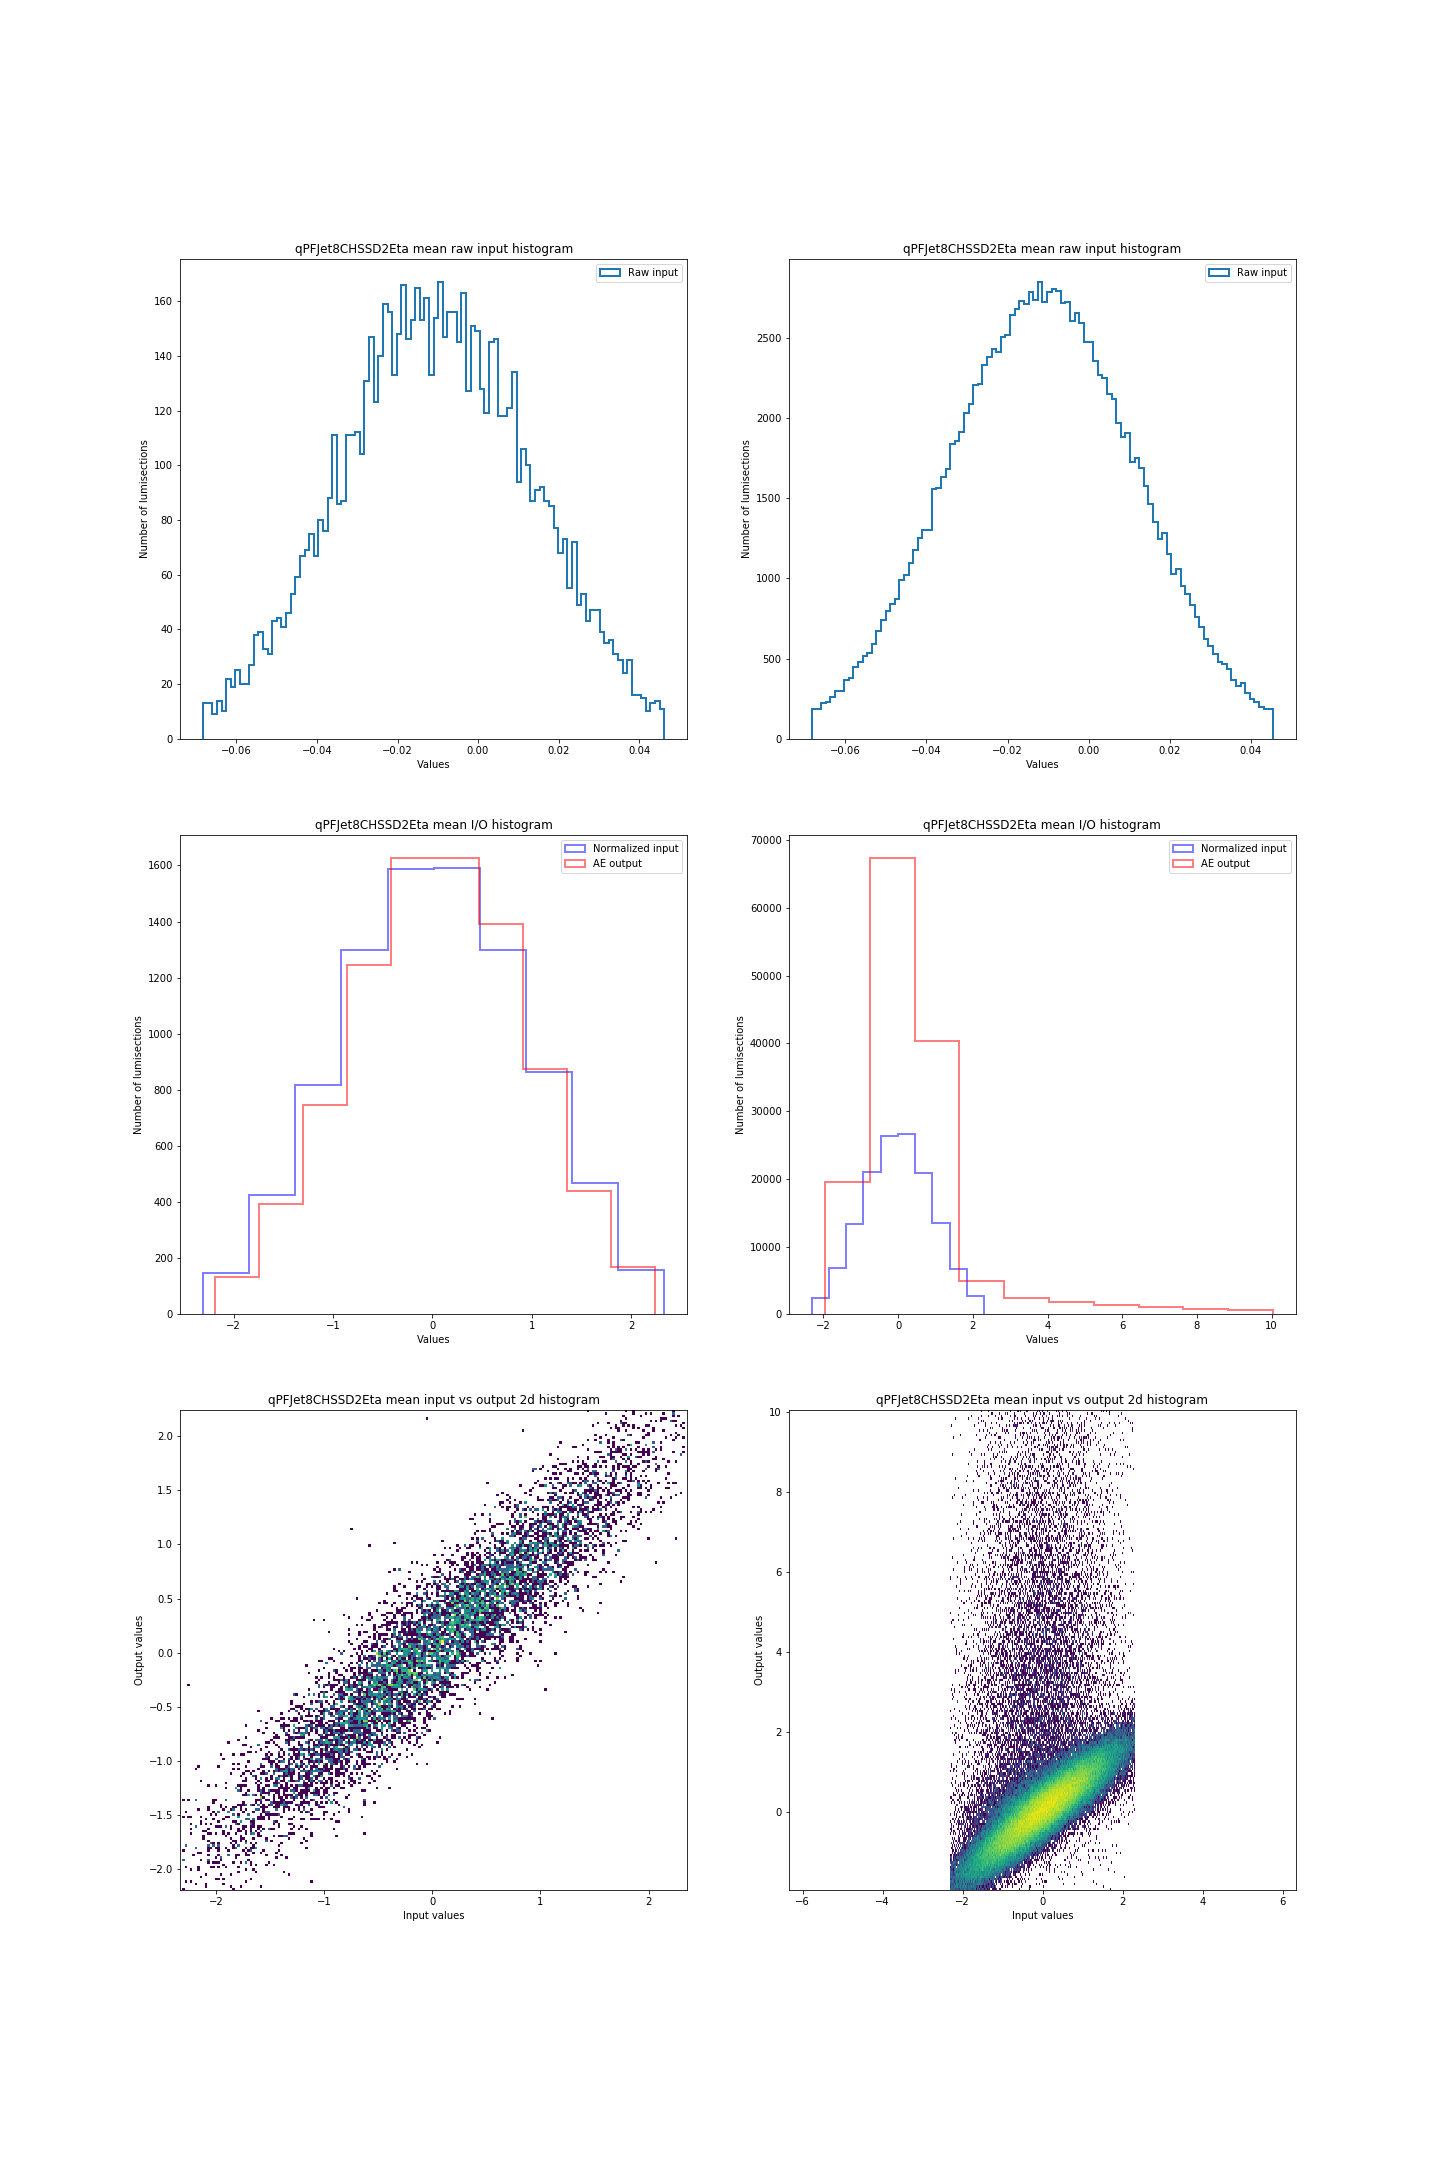 qPFJet8CHSSD2Eta mean raw input histogram
Raw input
160
140
120
100
80
60
40
20
0
Number of lumisections
−0.06 −0.04 −0.02 0.00 0.02 0.04
Values
qPFJet8CHSSD2Eta mean raw input histogram
Raw input
2500
2000
1500
1000
500
0
Number of lumisections
−0.06 −0.04 −0.02 0.00 0.02 0.04
Values
qPFJet8CHSSD2Eta mean I/O histogram
Normalized input
AE output
1600
1400
1200
1000
800
600
400
200
0
Number of lumisections
−2 −1 0 1 2
Values
qPFJet8CHSSD2Eta mean I/O histogram
Normalized input
AE output
70000
60000
50000
40000
30000
20000
10000
0
Number of lumisections
−2 0 2 4 6 8 10
Values
qPFJet8CHSSD2Eta mean input vs output 2d histogram
2.0
1.5
1.0
0.5
0.0
−0.5
−1.0
−1.5
−2.0
Output values
−2 −1 0 1 2
Input values
qPFJet8CHSSD2Eta mean input vs output 2d histogram
10
8
6
4
2
0
Output values
−6 −4 −2 0 2 4 6
Input values